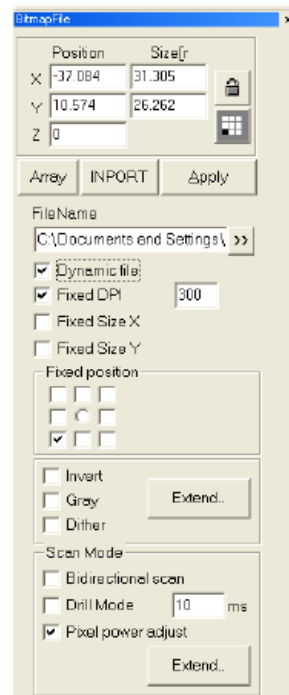 BitmapFile
Position Size[r
X -37.084 31.305
Y 10.574 26.262
Z 0
Array INPORT Apply
FileName
C:\Documents and Settings\, >>
Dynamic file
Fixed DPI 300
Fixed Size X
Fixed Size Y
Fixed position
Invert
Gray
Dither
Extend..
Scan Mode
Bidirectional scan
Drill Mode 10 ms
Pixel power adjust
Extend..